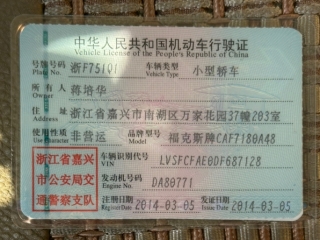 中华人民共和国机动车行驶证
Vehicle License of the People's Republic of China
号牌号码 浙F751Q1 车辆类型 小型轿车
Plate No. Vehicle Type
所有人 蒋培华
Owner
住址 浙江省嘉兴市南湖区万家花园37幢203室
Address
使用性质 非营运 品牌型号 福克斯牌CAF7180A48
浙江省嘉兴
市公安局交
通警察支队
车辆识别代号 LVSFCFAE0DF687128
VIN
发动机号码 DA80771
Engine No.
注册日期 2014-03-05 发证日期 2014-03-05
Register Date Issue Date